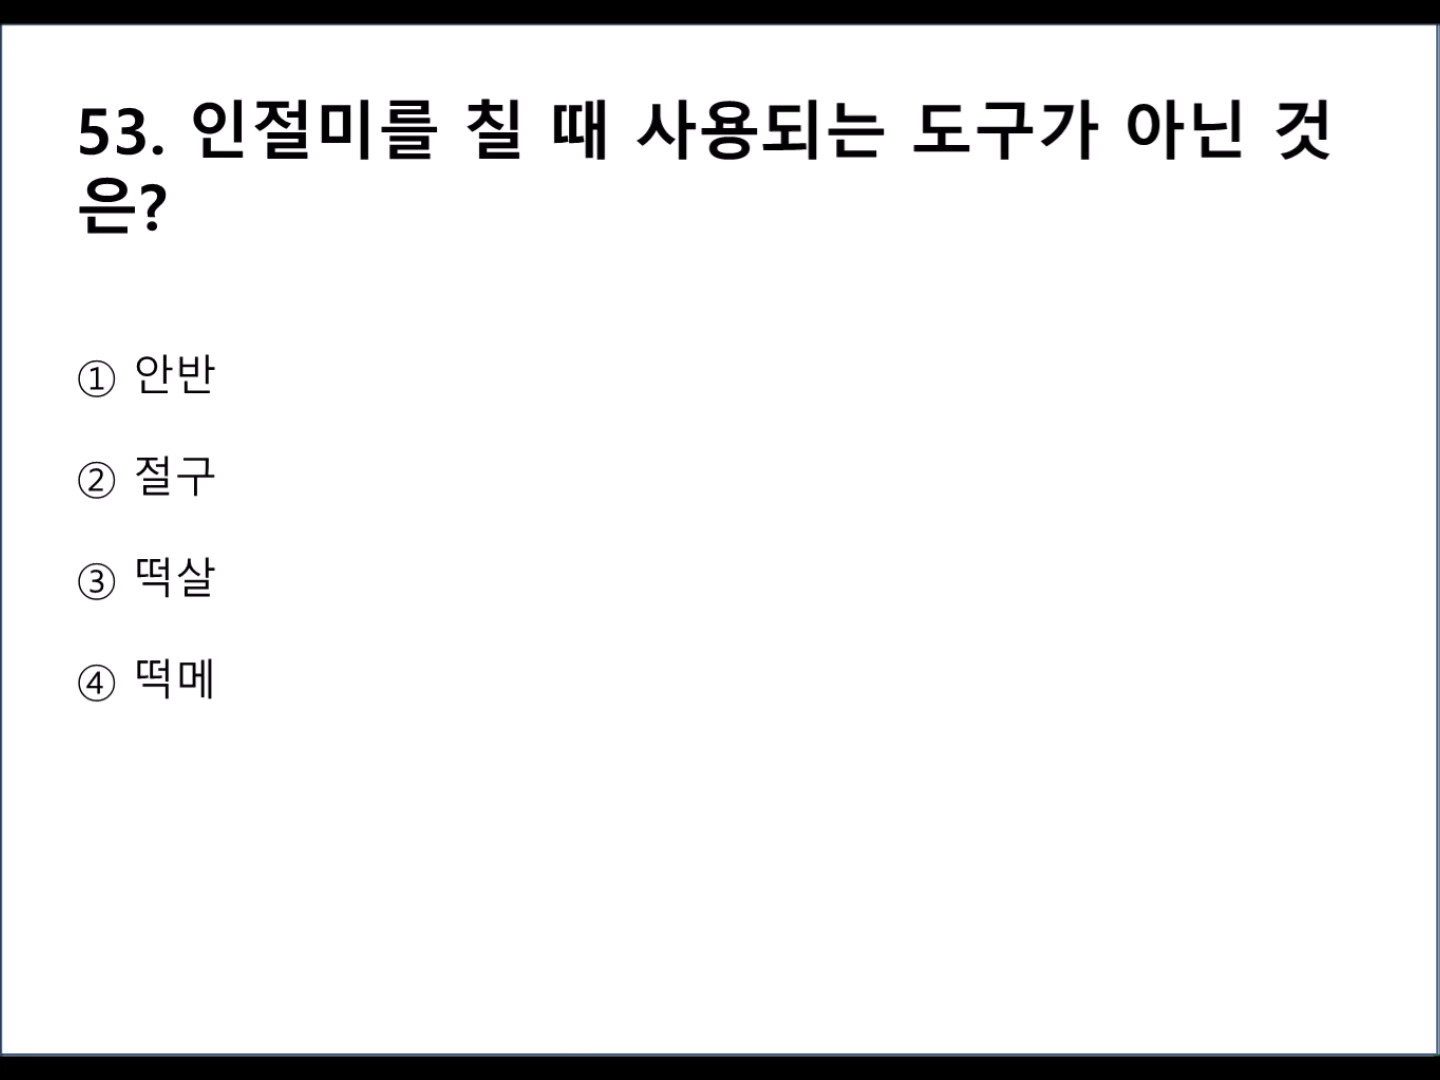 53. 인절미를 칠 때 사용되는 도구가 아닌 것
은?
① 안반
② 절구
③ 떡살
④ 떡메